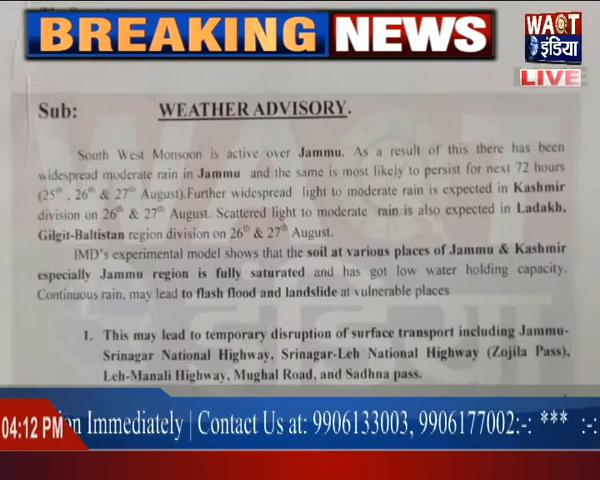 BREAKING NEWS
WAQT
इंडिया
LIVE
Sub: WEATHER ADVISORY.
South West Monsoon is active over Jammu. As a result of this there has been
widespread moderate rain in Jammu and the same is most likely to persist for next 72 hours
(25th , 26th & 27th August).Further widespread light to moderate rain is expected in Kashmir
division on 26th & 27th August. Scattered light to moderate rain is also expected in Ladakh,
Gilgit-Baltistan region division on 26th & 27th August.
IMD's experimental model shows that the soil at various places of Jammu & Kashmir
especially Jammu region is fully saturated and has got low water holding capacity.
Continuous rain, may lead to flash flood and landslide at vulnerable places
1. This may lead to temporary disruption of surface transport including Jammu-
Srinagar National Highway, Srinagar-Leh National Highway (Zojila Pass),
Leh-Manali Highway, Mughal Road, and Sadhna pass.
04:12 PM
Immediately | Contact Us at: 9906133003, 9906177002:-: *** :-: